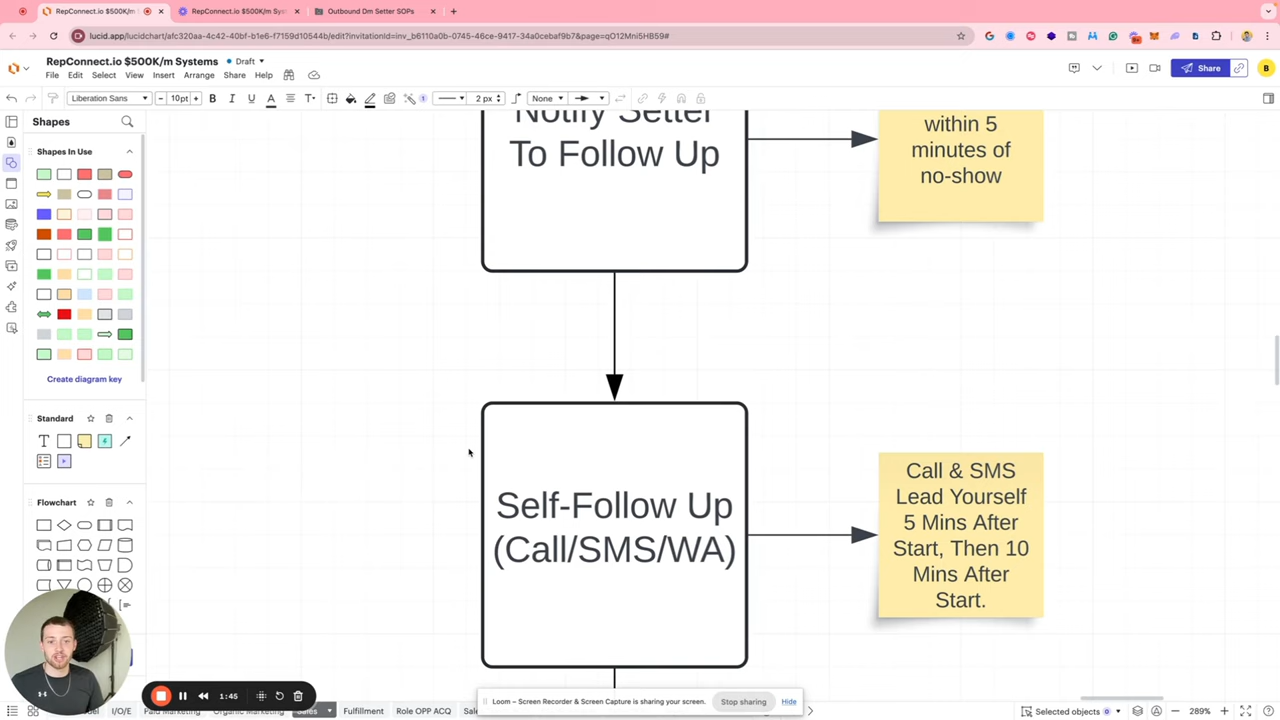 RepConnect.io $500K/m Sys
RepConnect.io $500K/m Syst
Outbound Dm Setter SOPs
lucid.app/lucidchart/afc320aa-4c42-40bf-b1e6-f7159d10544b/edit?invitationId=inv_b6110a0b-0745-46ce-9417-34a0cebaf9b7&page=qO12Mni5HB59#
RepConnect.io $500K/m Systems
Draft
File Edit Select View Insert Arrange Share Help
Share
B
Liberation Sans
10pt
B I U A T
2 px
None
1
Shapes
Shapes In Use
Create diagram key
Standard
T
4
Flowchart
Notify Setter
To Follow Up
within 5
minutes of
no-show
Self-Follow Up
(Call/SMS/WA)
Call & SMS
Lead Yourself
5 Mins After
Start, Then 10
Mins After
Start.
1:45
Loom – Screen Recorder & Screen Capture is sharing your screen.
Stop sharing
Hide
I/O/E
Paid Marketing
Organic Marketing
Sales
Fulfillment
Role OPP ACQ
Selected objects
0
289%